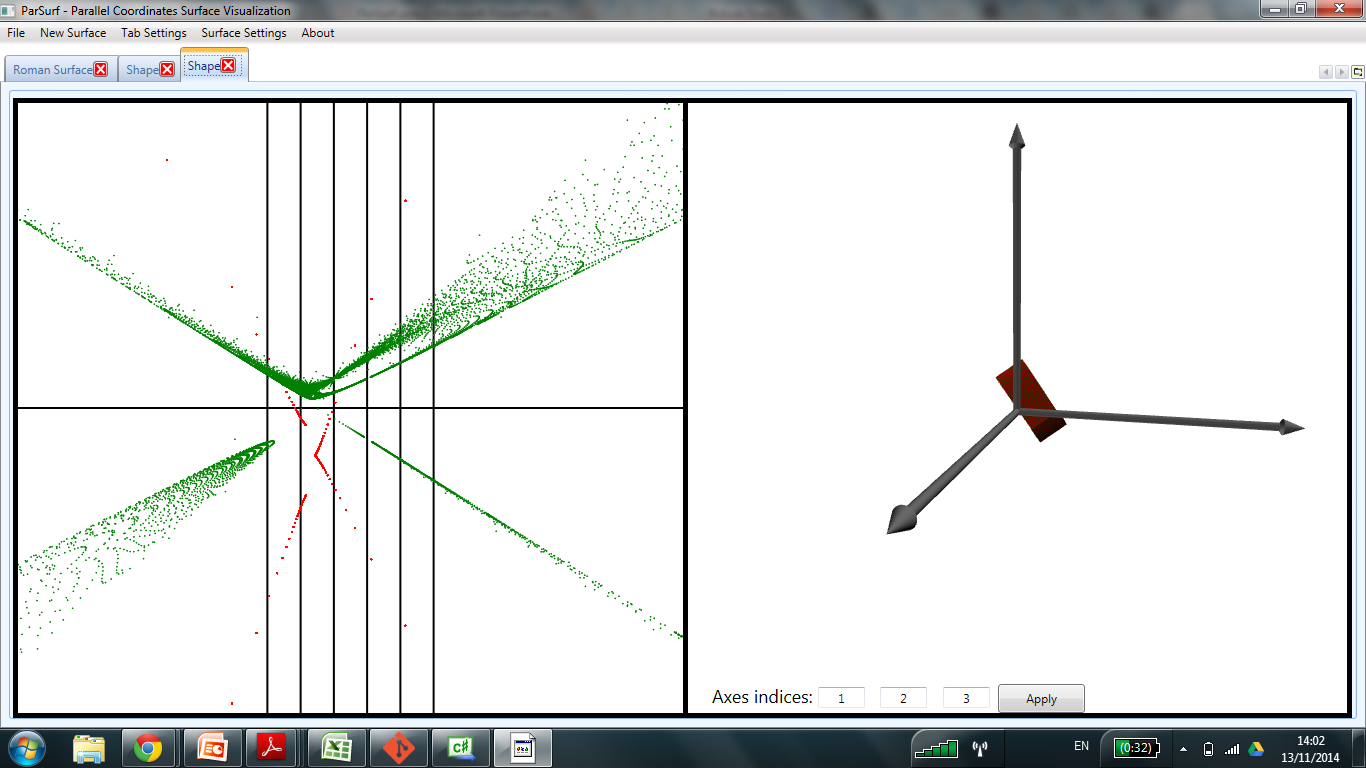 ParSurf - Parallel Coordinates Surface Visualization
File New Surface Tab Settings Surface Settings About
Roman Surface Shape Shape
Axes indices: 1 2 3 Apply
EN (0:32) 14:02
13/11/2014